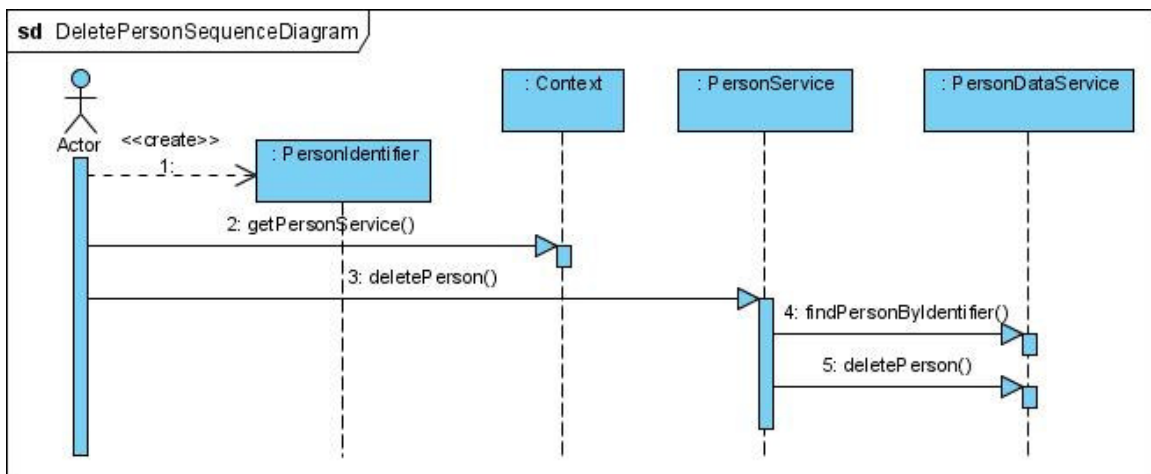 sd DeletePersonSequenceDiagram
: Context
: PersonService
: PersonDataService
Actor
<<create>>
1:
: PersonIdentifier
2: getPersonService()
3: deletePerson()
4: findPersonByIdentifier()
5: deletePerson()